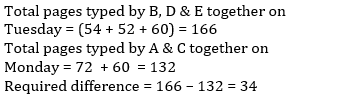 Total pages typed by B, D & E together on
Tuesday = (54 + 52 + 60) = 166
Total pages typed by A & C together on
Monday = 72 + 60 = 132
Required difference = 166 – 132 = 34